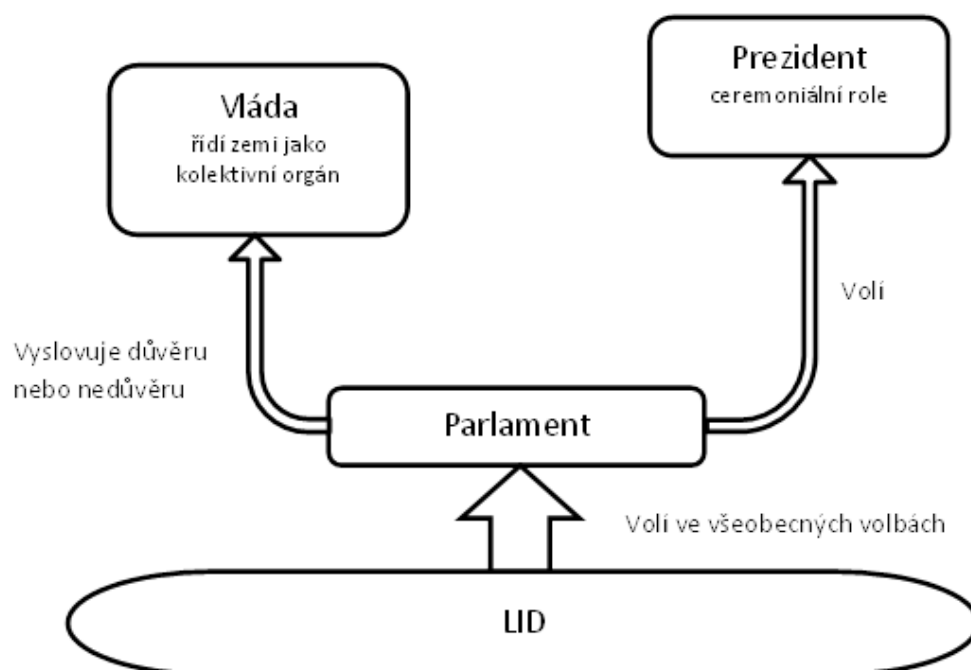 Vláda
řídí zemi jako
kolektivní orgán
Prezident
ceremoniální role
Vyslovuje důvěru
nebo nedůvěru
Volí
Parlament
Volí ve všeobecných volbách
LID